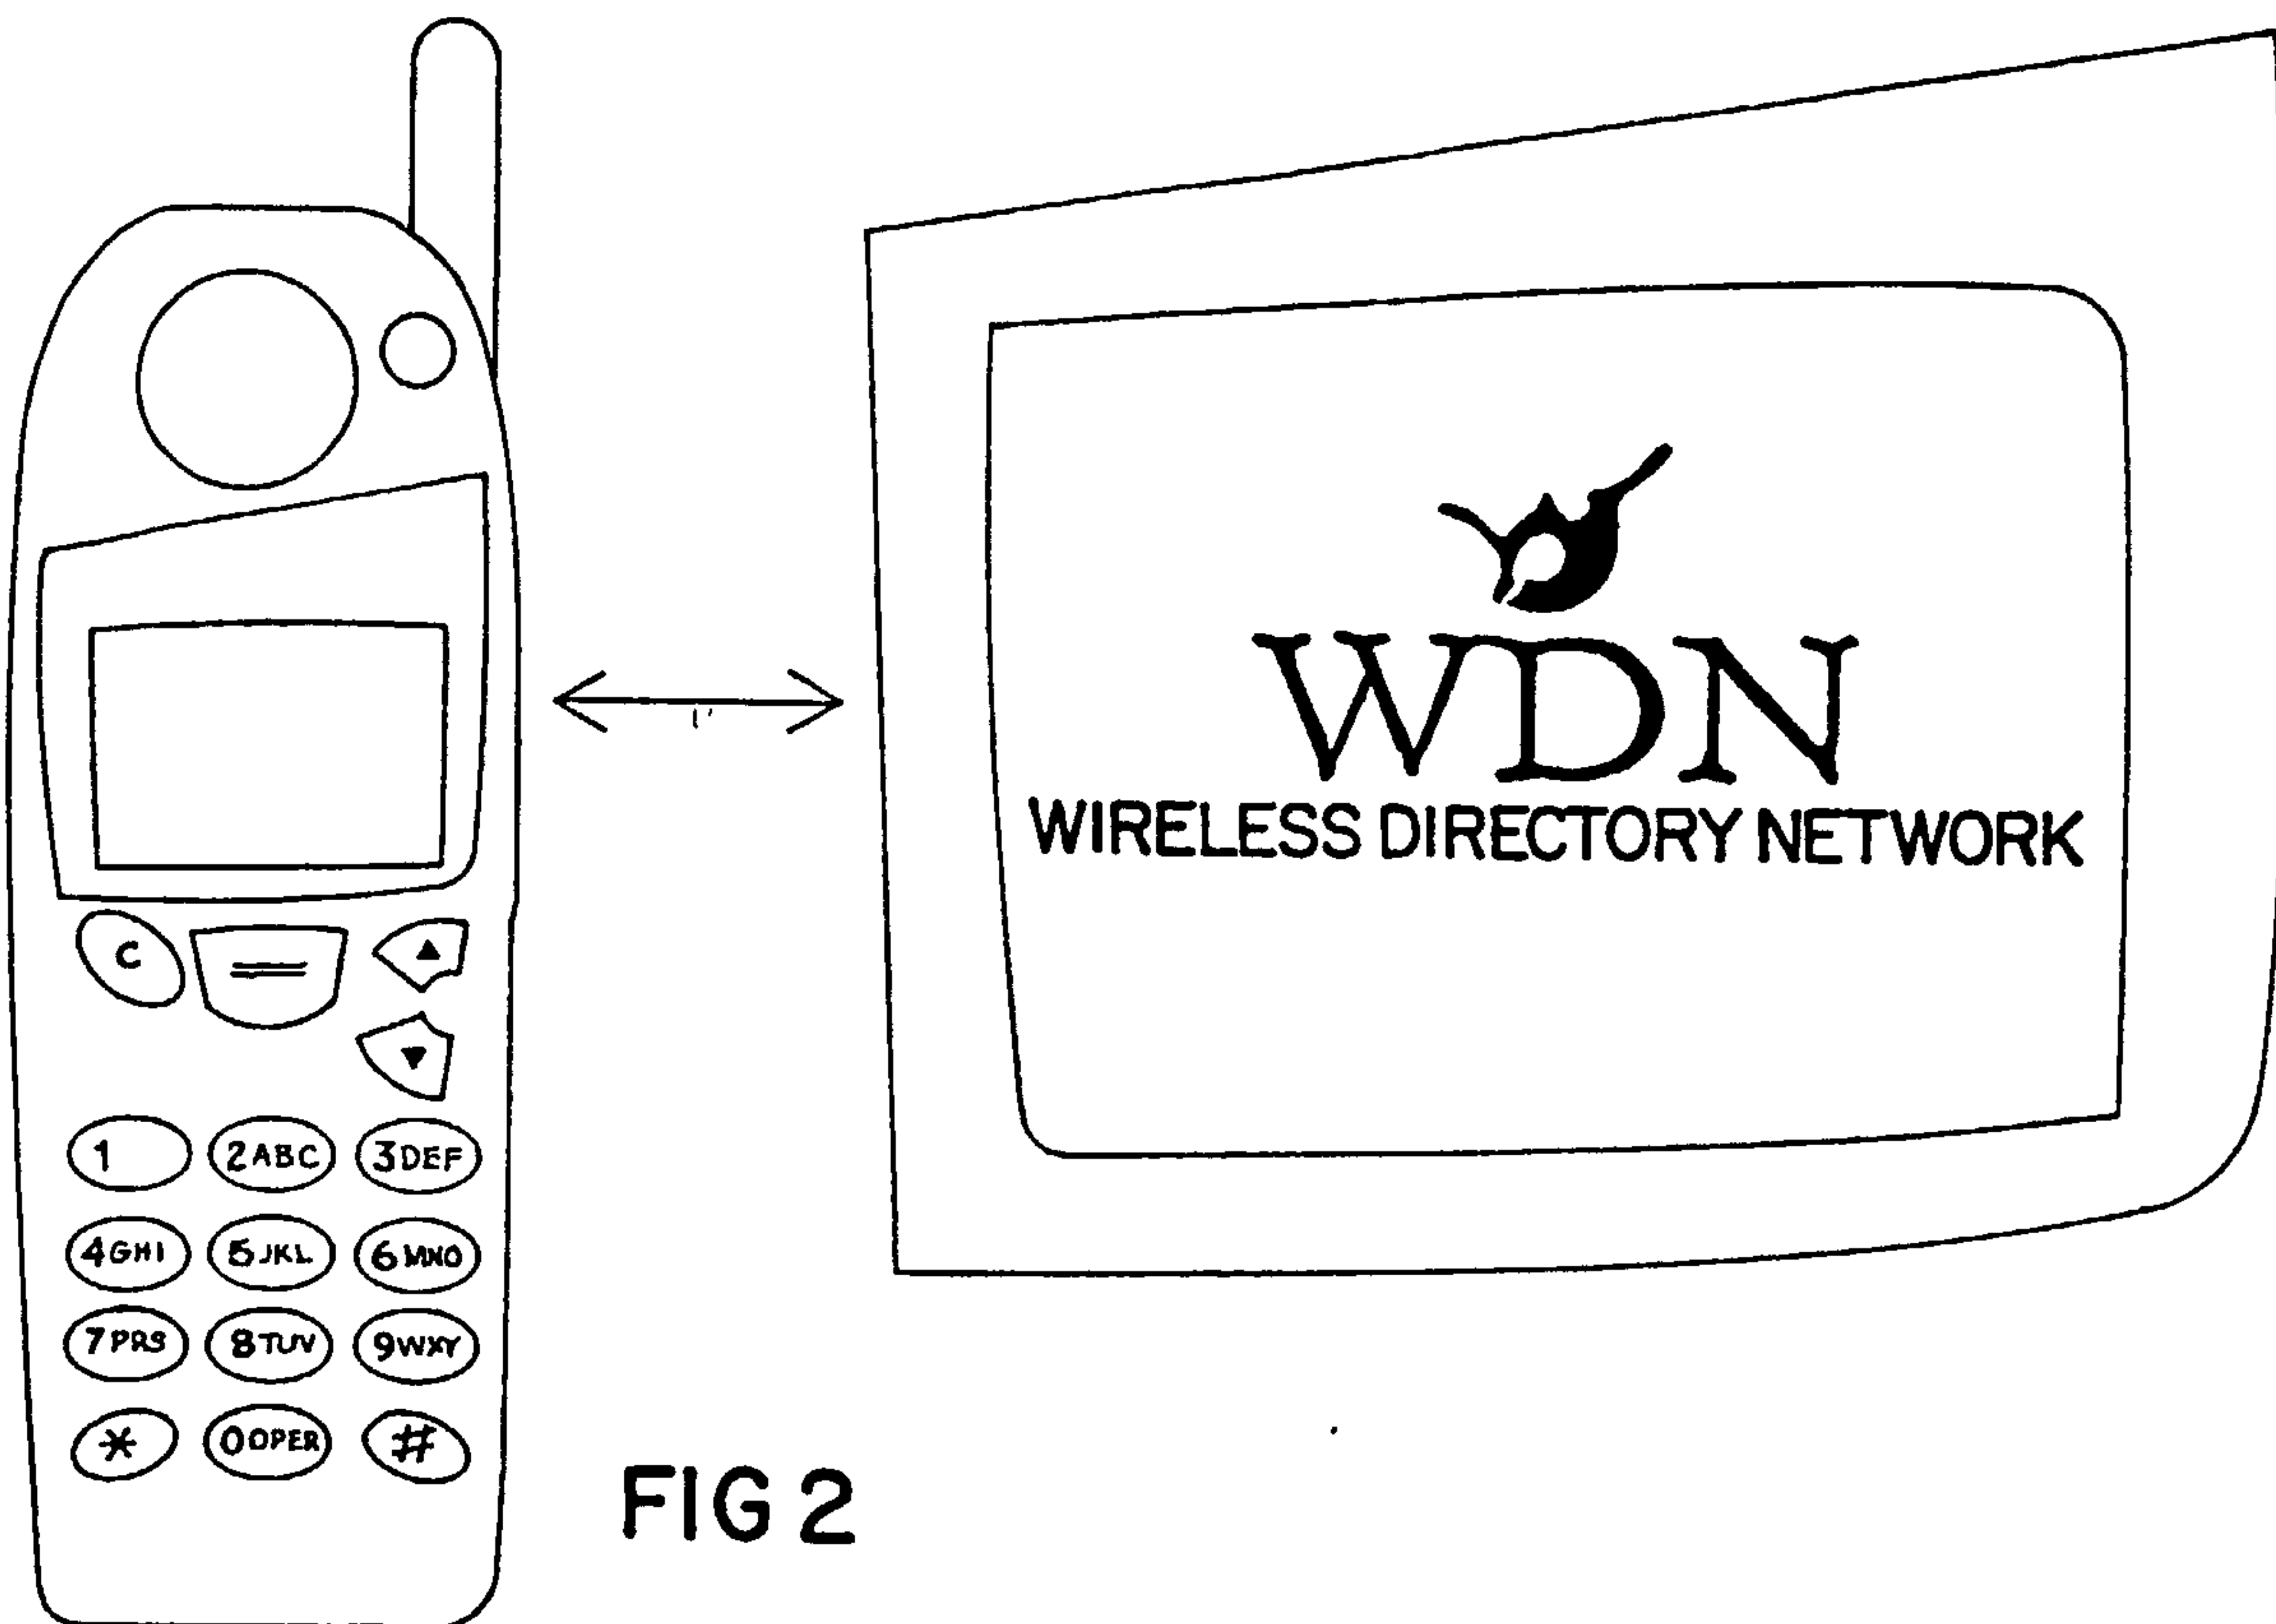 WDN
WIRELESS DIRECTORY NETWORK
C
1 2ABC 3DEF
4GHI 5JKL 6MNO
7PRS 8TUV 9WXY
* 0OPER #
FIG 2